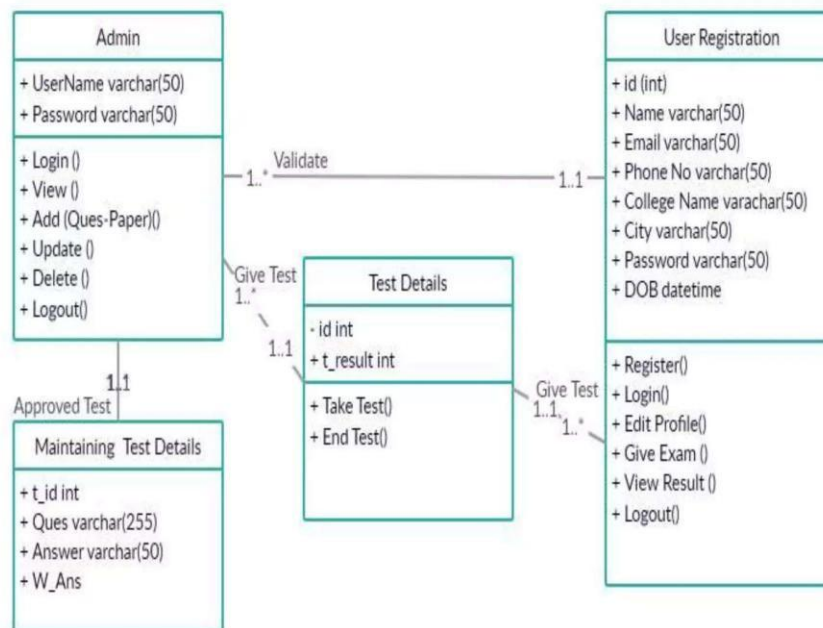 Admin
+ UserName varchar(50)
+ Password varchar(50)
+ Login ()
+ View ()
+ Add (Ques-Paper)()
+ Update ()
+ Delete ()
+ Logout()
Validate
1..*
1..1
User Registration
+ id (int)
+ Name varchar(50)
+ Email varchar(50)
+ Phone No varchar(50)
+ College Name varachar(50)
+ City varchar(50)
+ Password varchar(50)
+ DOB datetime
+ Register()
+ Login()
+ Edit Profile()
+ Give Exam ()
+ View Result ()
+ Logout()
Give Test
1..*
1..1
Test Details
- id int
+ t_result int
+ Take Test()
+ End Test()
Give Test
1..1
1..*
1..1
Approved Test
Maintaining Test Details
+ t_id int
+ Ques varchar(255)
+ Answer varchar(50)
+ W_Ans